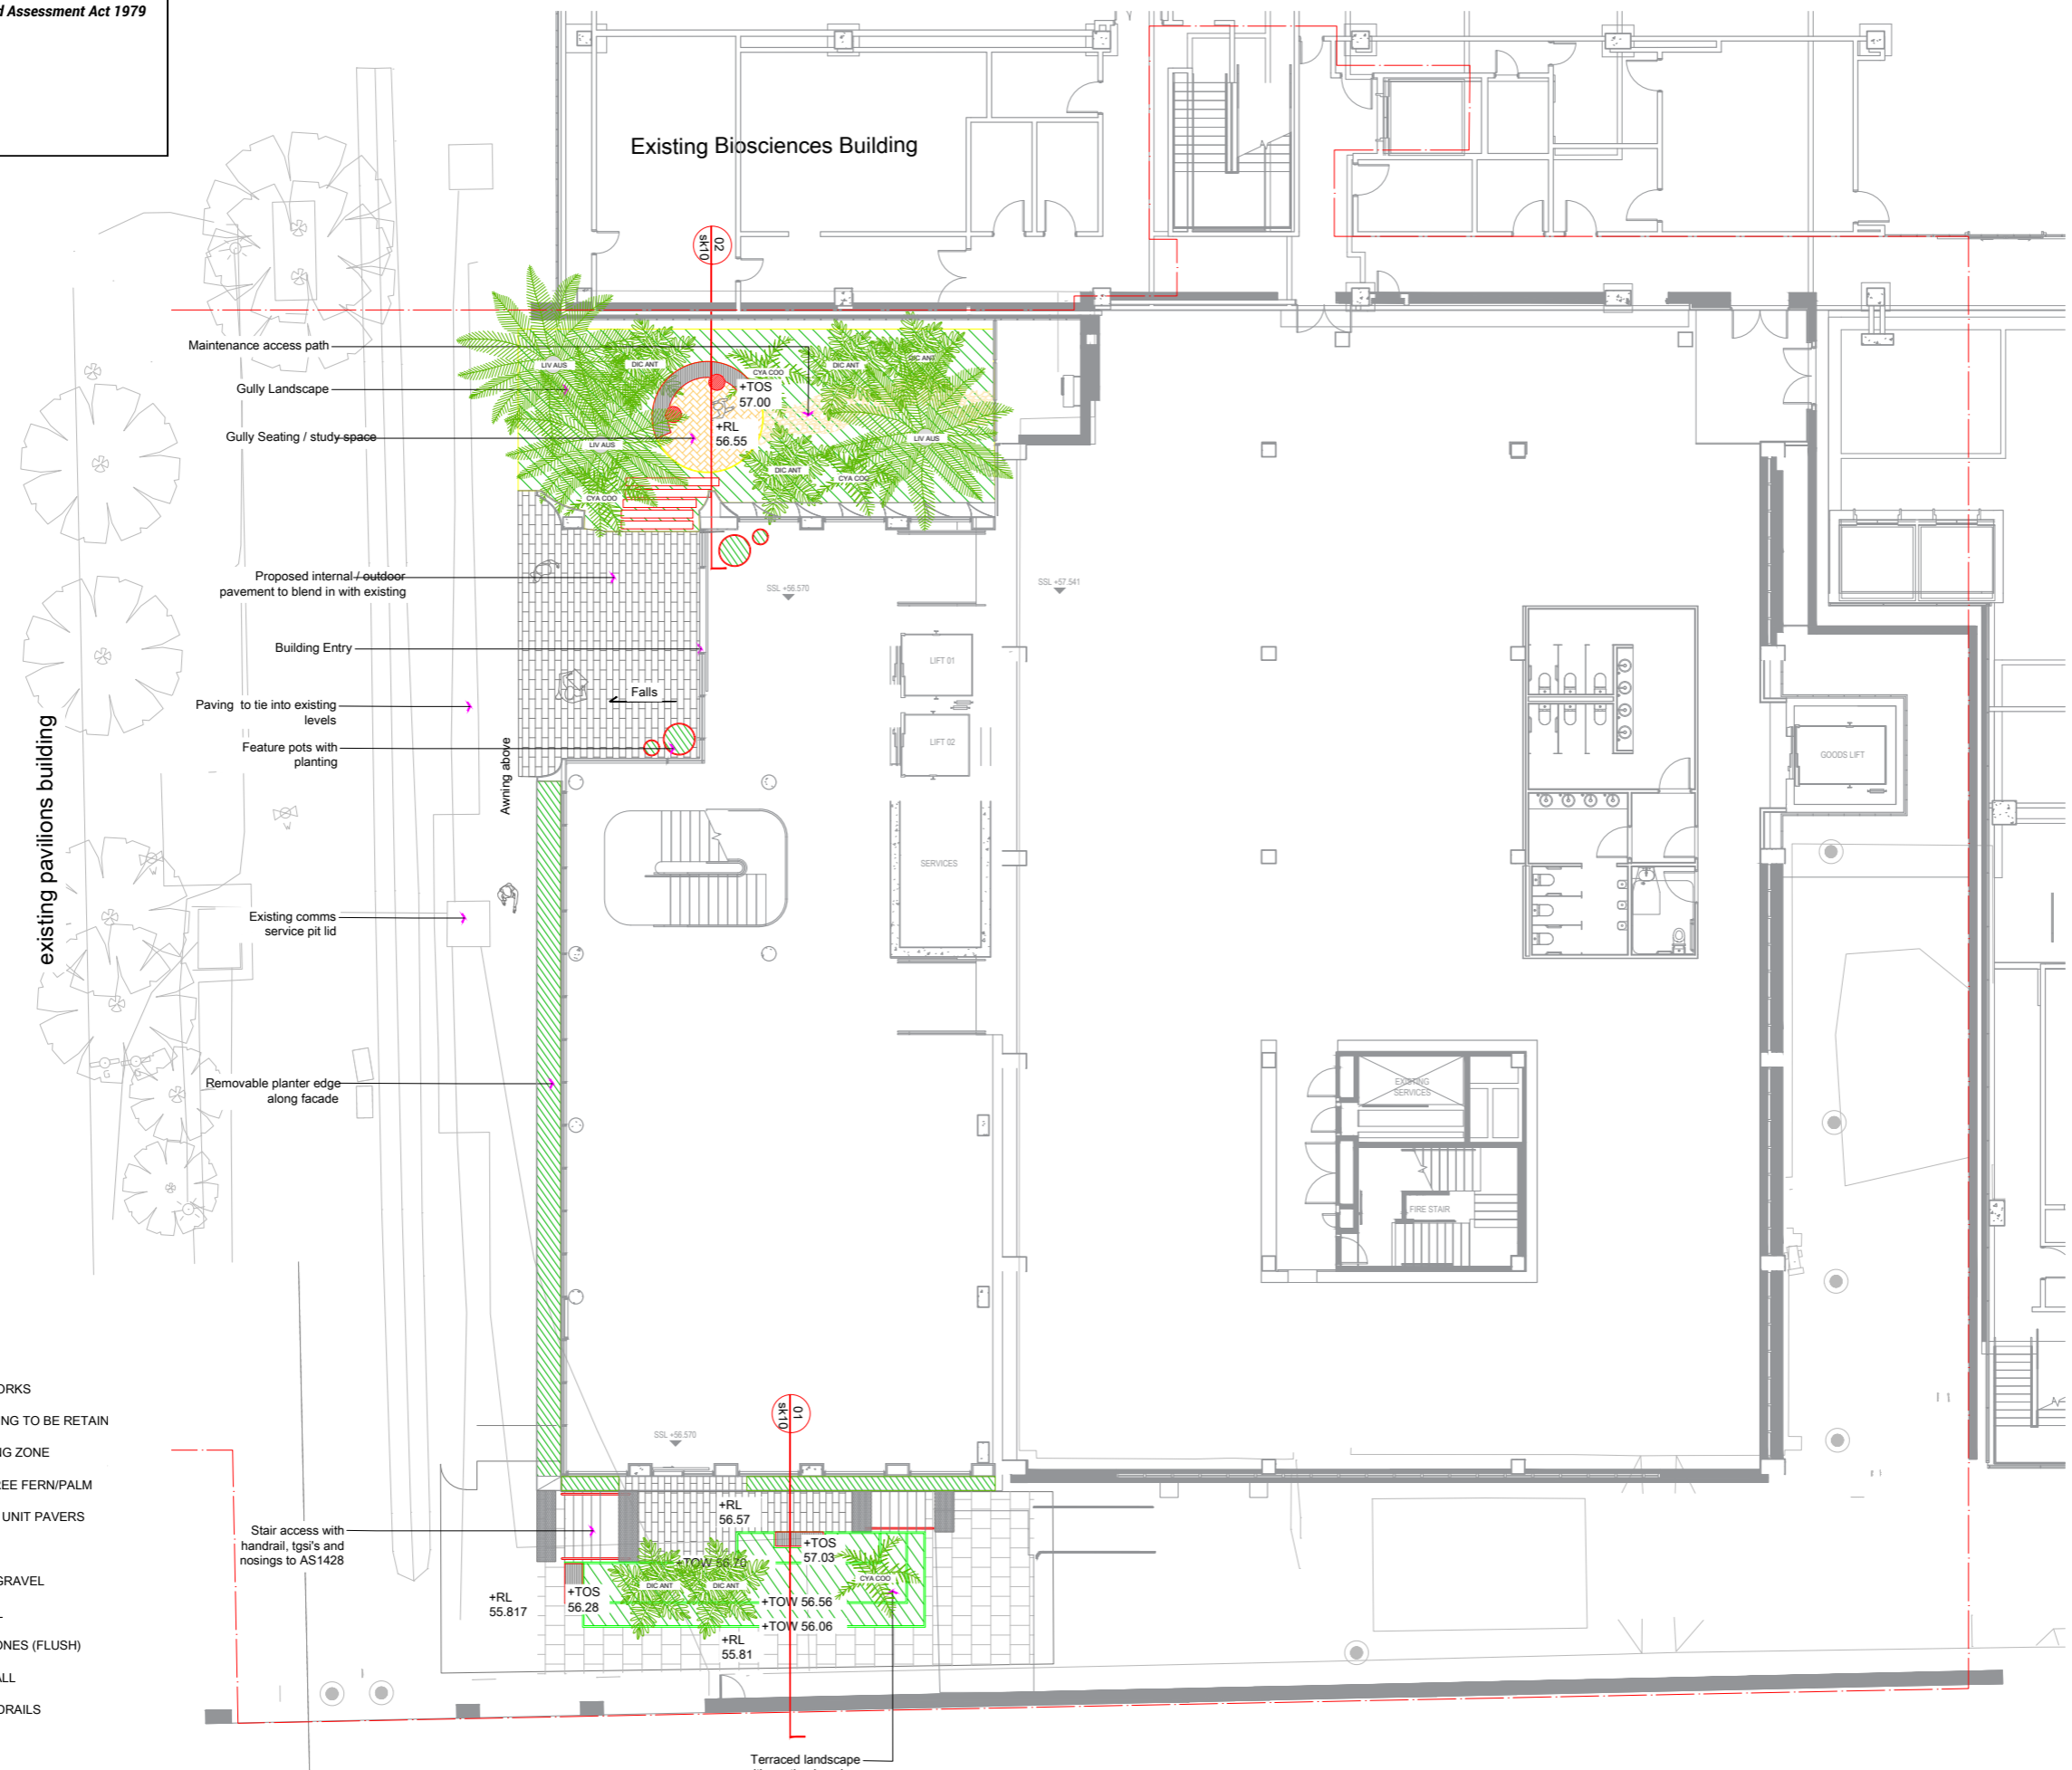 d Assessment Act 1979
Existing Biosciences Building
02
sk10
Maintenance access path
Gully Landscape
Gully Seating / study space
LIV AUS
DIC ANT
CYA COO
DIC ANT
DIC ANT
+TOS
57.00
+RL
56.55
LIV AUS
LIV AUS
DIC ANT
CYA COO
CYA COO
Proposed internal / outdoor
pavement to blend in with existing
SSL +56.570
SSL +57.541
Building Entry
LIFT 01
Paving to tie into existing
levels
Falls
Feature pots with
planting
LIFT 02
GOODS LIFT
Awning above
existing pavilions building
SERVICES
Existing comms
service pit lid
Removable planter edge
along facade
EXISTING
SERVICES
FIRE STAIR
ORKS
NG TO BE RETAIN
NG ZONE
REE FERN/PALM
UNIT PAVERS
GRAVEL
ONES (FLUSH)
ALL
DRAILS
01
sk10
SSL +56.570
Stair access with
handrail, tgsi's and
nosings to AS1428
+RL
56.57
+TOS
57.03
+TOW 56.70
DIC ANT
DIC ANT
CYA COO
+RL
55.817
+TOS
56.28
+TOW 56.56
+TOW 56.06
+RL
55.81
Terraced landscape